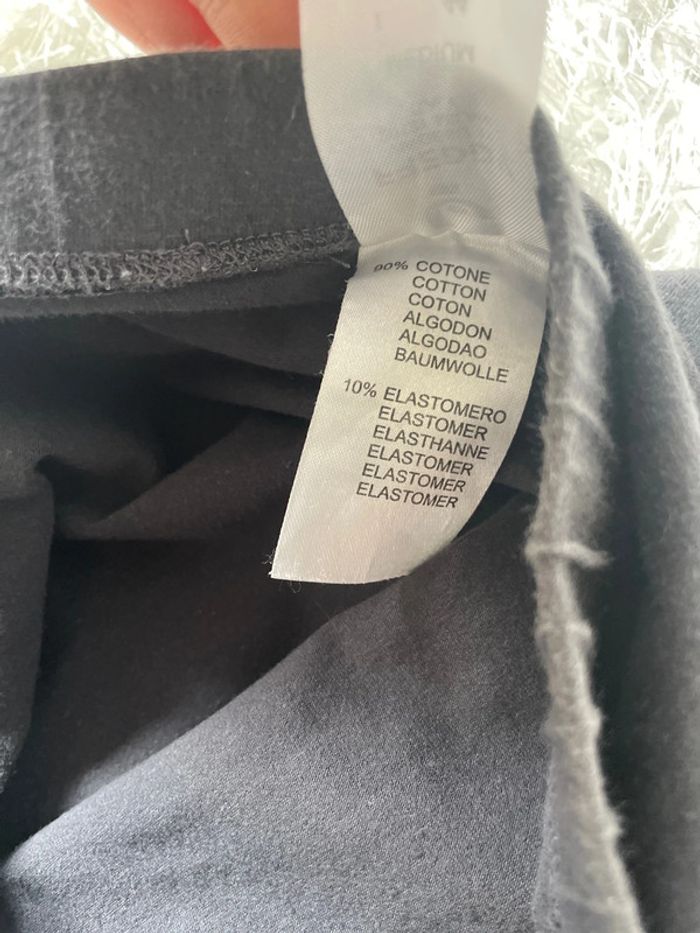 90% COTONE
COTTON
COTON
ALGODON
ALGODAO
BAUMWOLLE
10% ELASTOMERO
ELASTOMER
ELASTHANNE
ELASTOMER
ELASTOMER
ELASTOMER